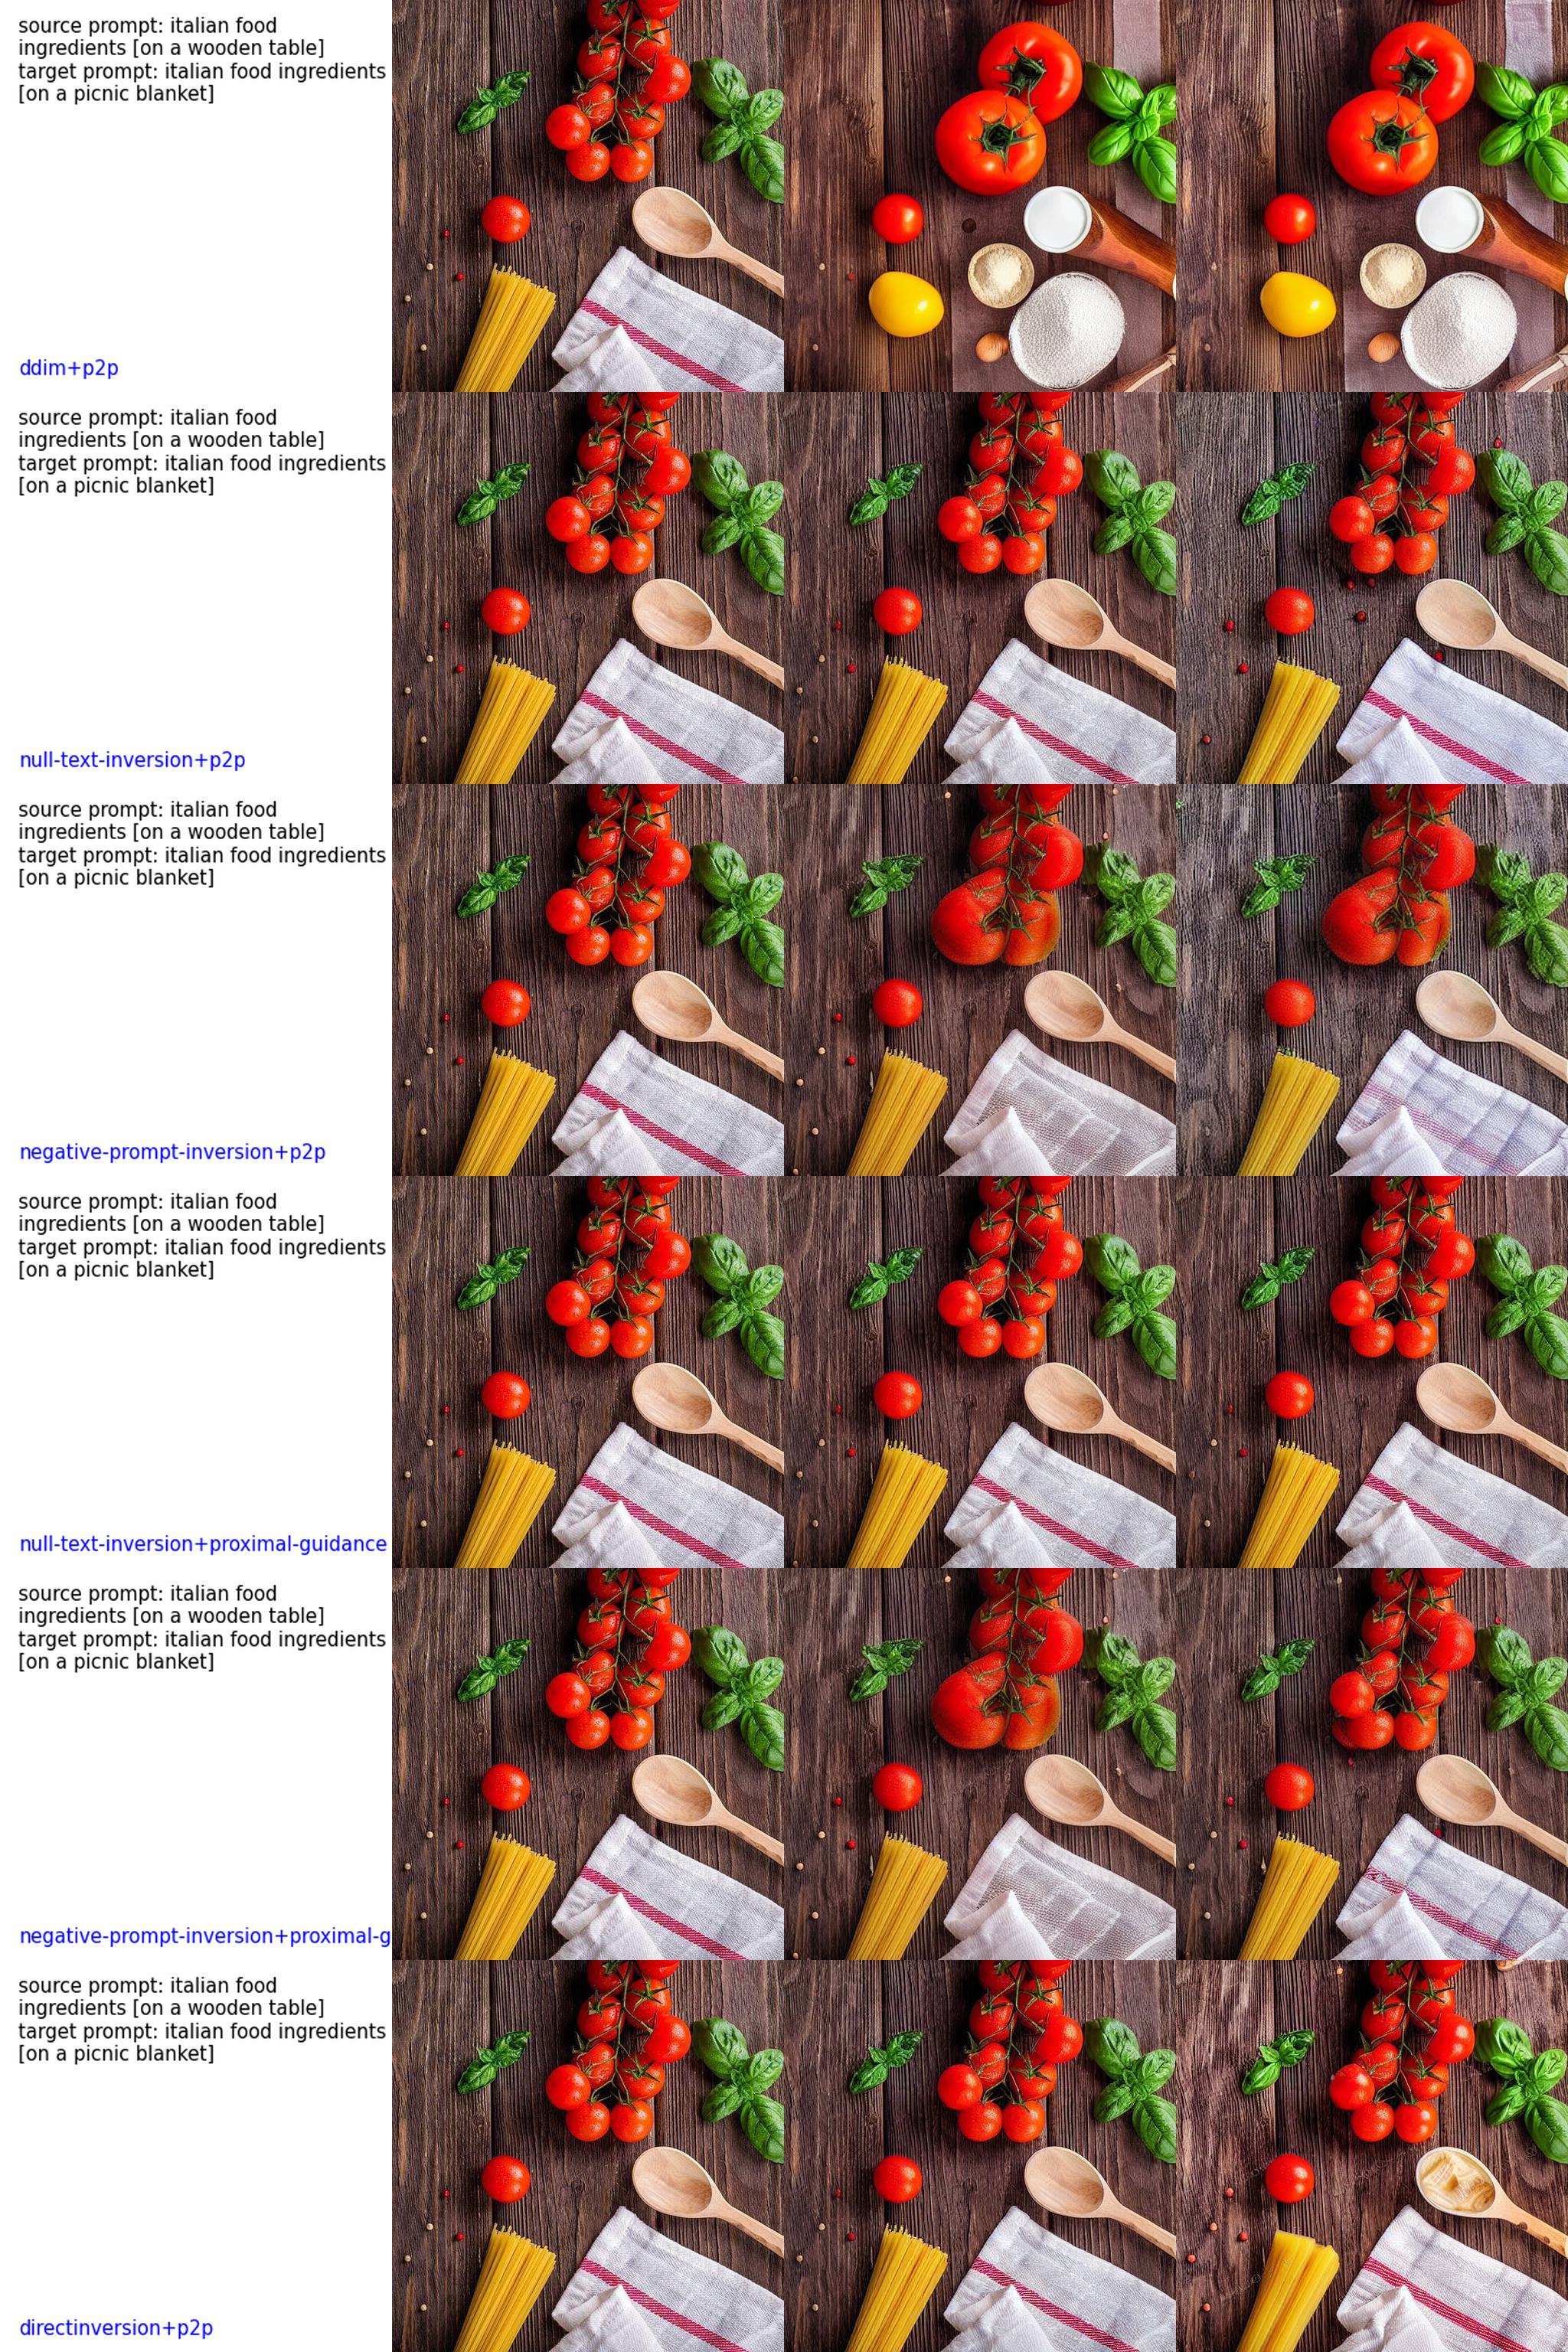 source prompt: italian food
ingredients [on a wooden table]
target prompt: italian food ingredients
[on a picnic blanket]
ddim+p2p
source prompt: italian food
ingredients [on a wooden table]
target prompt: italian food ingredients
[on a picnic blanket]
null-text-inversion+p2p
source prompt: italian food
ingredients [on a wooden table]
target prompt: italian food ingredients
[on a picnic blanket]
negative-prompt-inversion+p2p
source prompt: italian food
ingredients [on a wooden table]
target prompt: italian food ingredients
[on a picnic blanket]
null-text-inversion+proximal-guidance
source prompt: italian food
ingredients [on a wooden table]
target prompt: italian food ingredients
[on a picnic blanket]
negative-prompt-inversion+proximal-g
source prompt: italian food
ingredients [on a wooden table]
target prompt: italian food ingredients
[on a picnic blanket]
directinversion+p2p